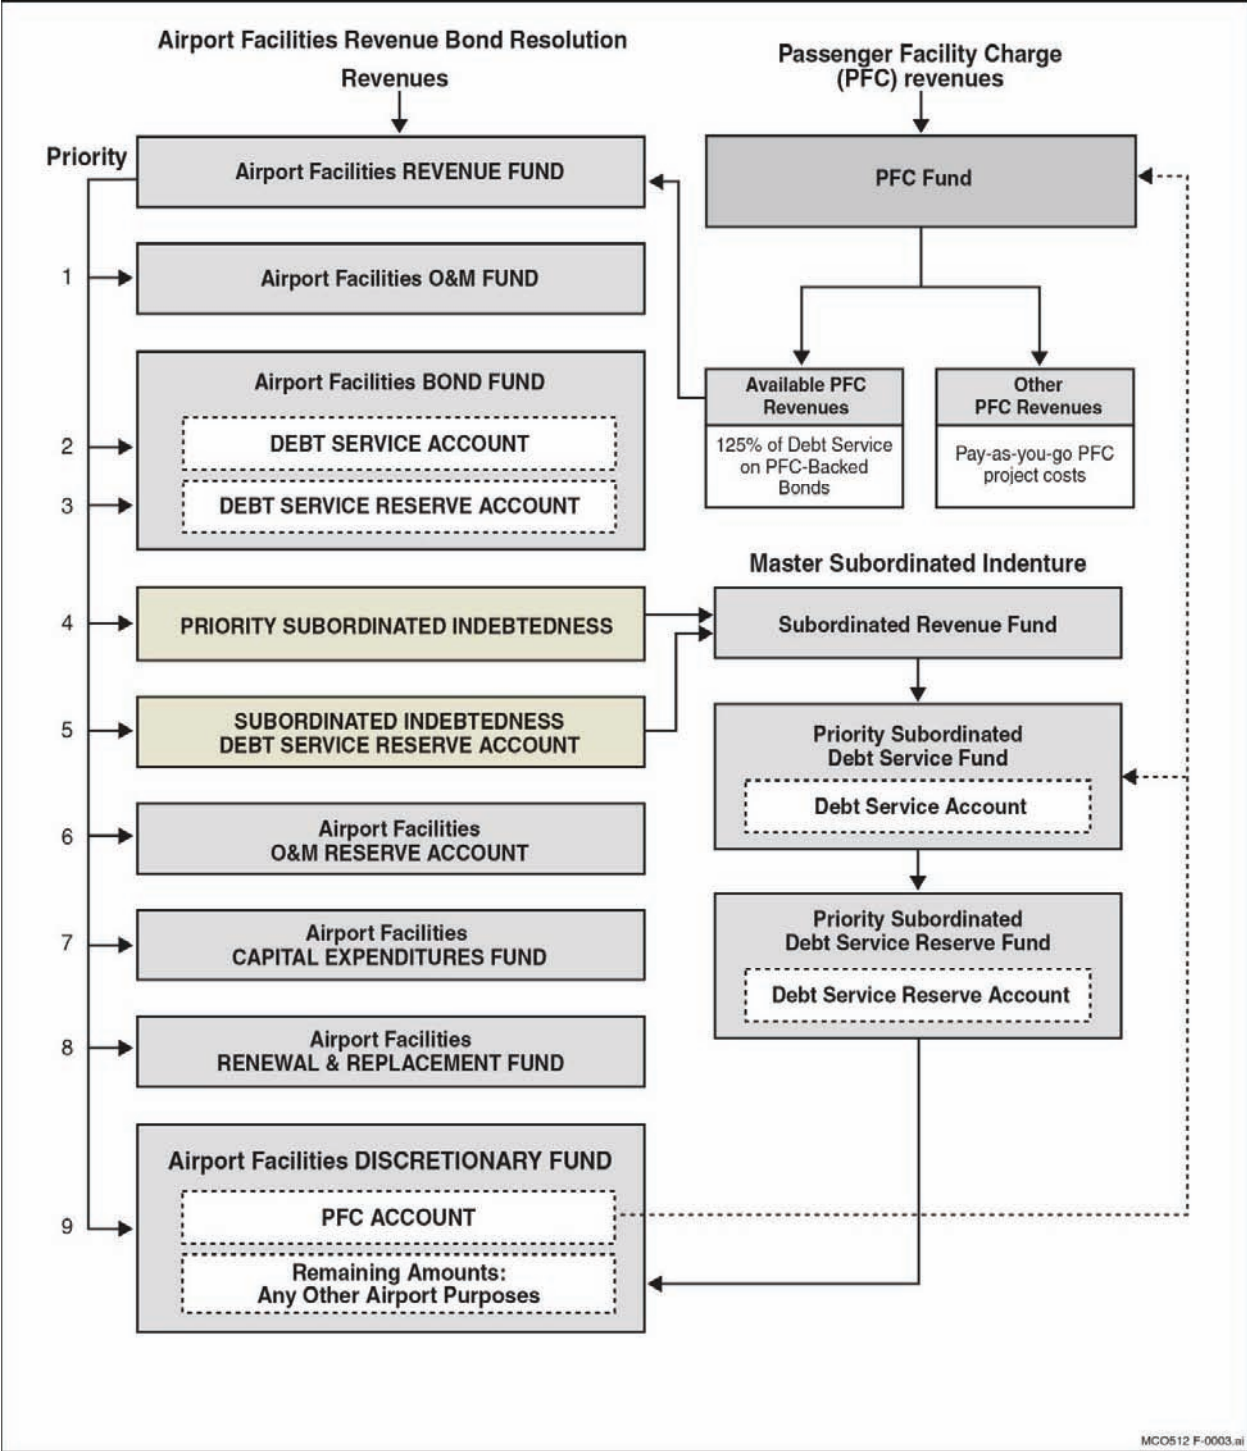 Airport Facilities Revenue Bond Resolution
Revenues
Passenger Facility Charge
(PFC) revenues
Priority
Airport Facilities REVENUE FUND
PFC Fund
1
Airport Facilities O&M FUND
Airport Facilities BOND FUND
2
DEBT SERVICE ACCOUNT
3
DEBT SERVICE RESERVE ACCOUNT
Available PFC
Revenues
125% of Debt Service
on PFC-Backed
Bonds
Other
PFC Revenues
Pay-as-you-go PFC
project costs
Master Subordinated Indenture
4
PRIORITY SUBORDINATED INDEBTEDNESS
Subordinated Revenue Fund
5
SUBORDINATED INDEBTEDNESS
DEBT SERVICE RESERVE ACCOUNT
Priority Subordinated
Debt Service Fund
Debt Service Account
6
Airport Facilities
O&M RESERVE ACCOUNT
7
Airport Facilities
CAPITAL EXPENDITURES FUND
Priority Subordinated
Debt Service Reserve Fund
Debt Service Reserve Account
8
Airport Facilities
RENEWAL & REPLACEMENT FUND
Airport Facilities DISCRETIONARY FUND
9
PFC ACCOUNT
Remaining Amounts:
Any Other Airport Purposes
MCO512 F-0003.ai